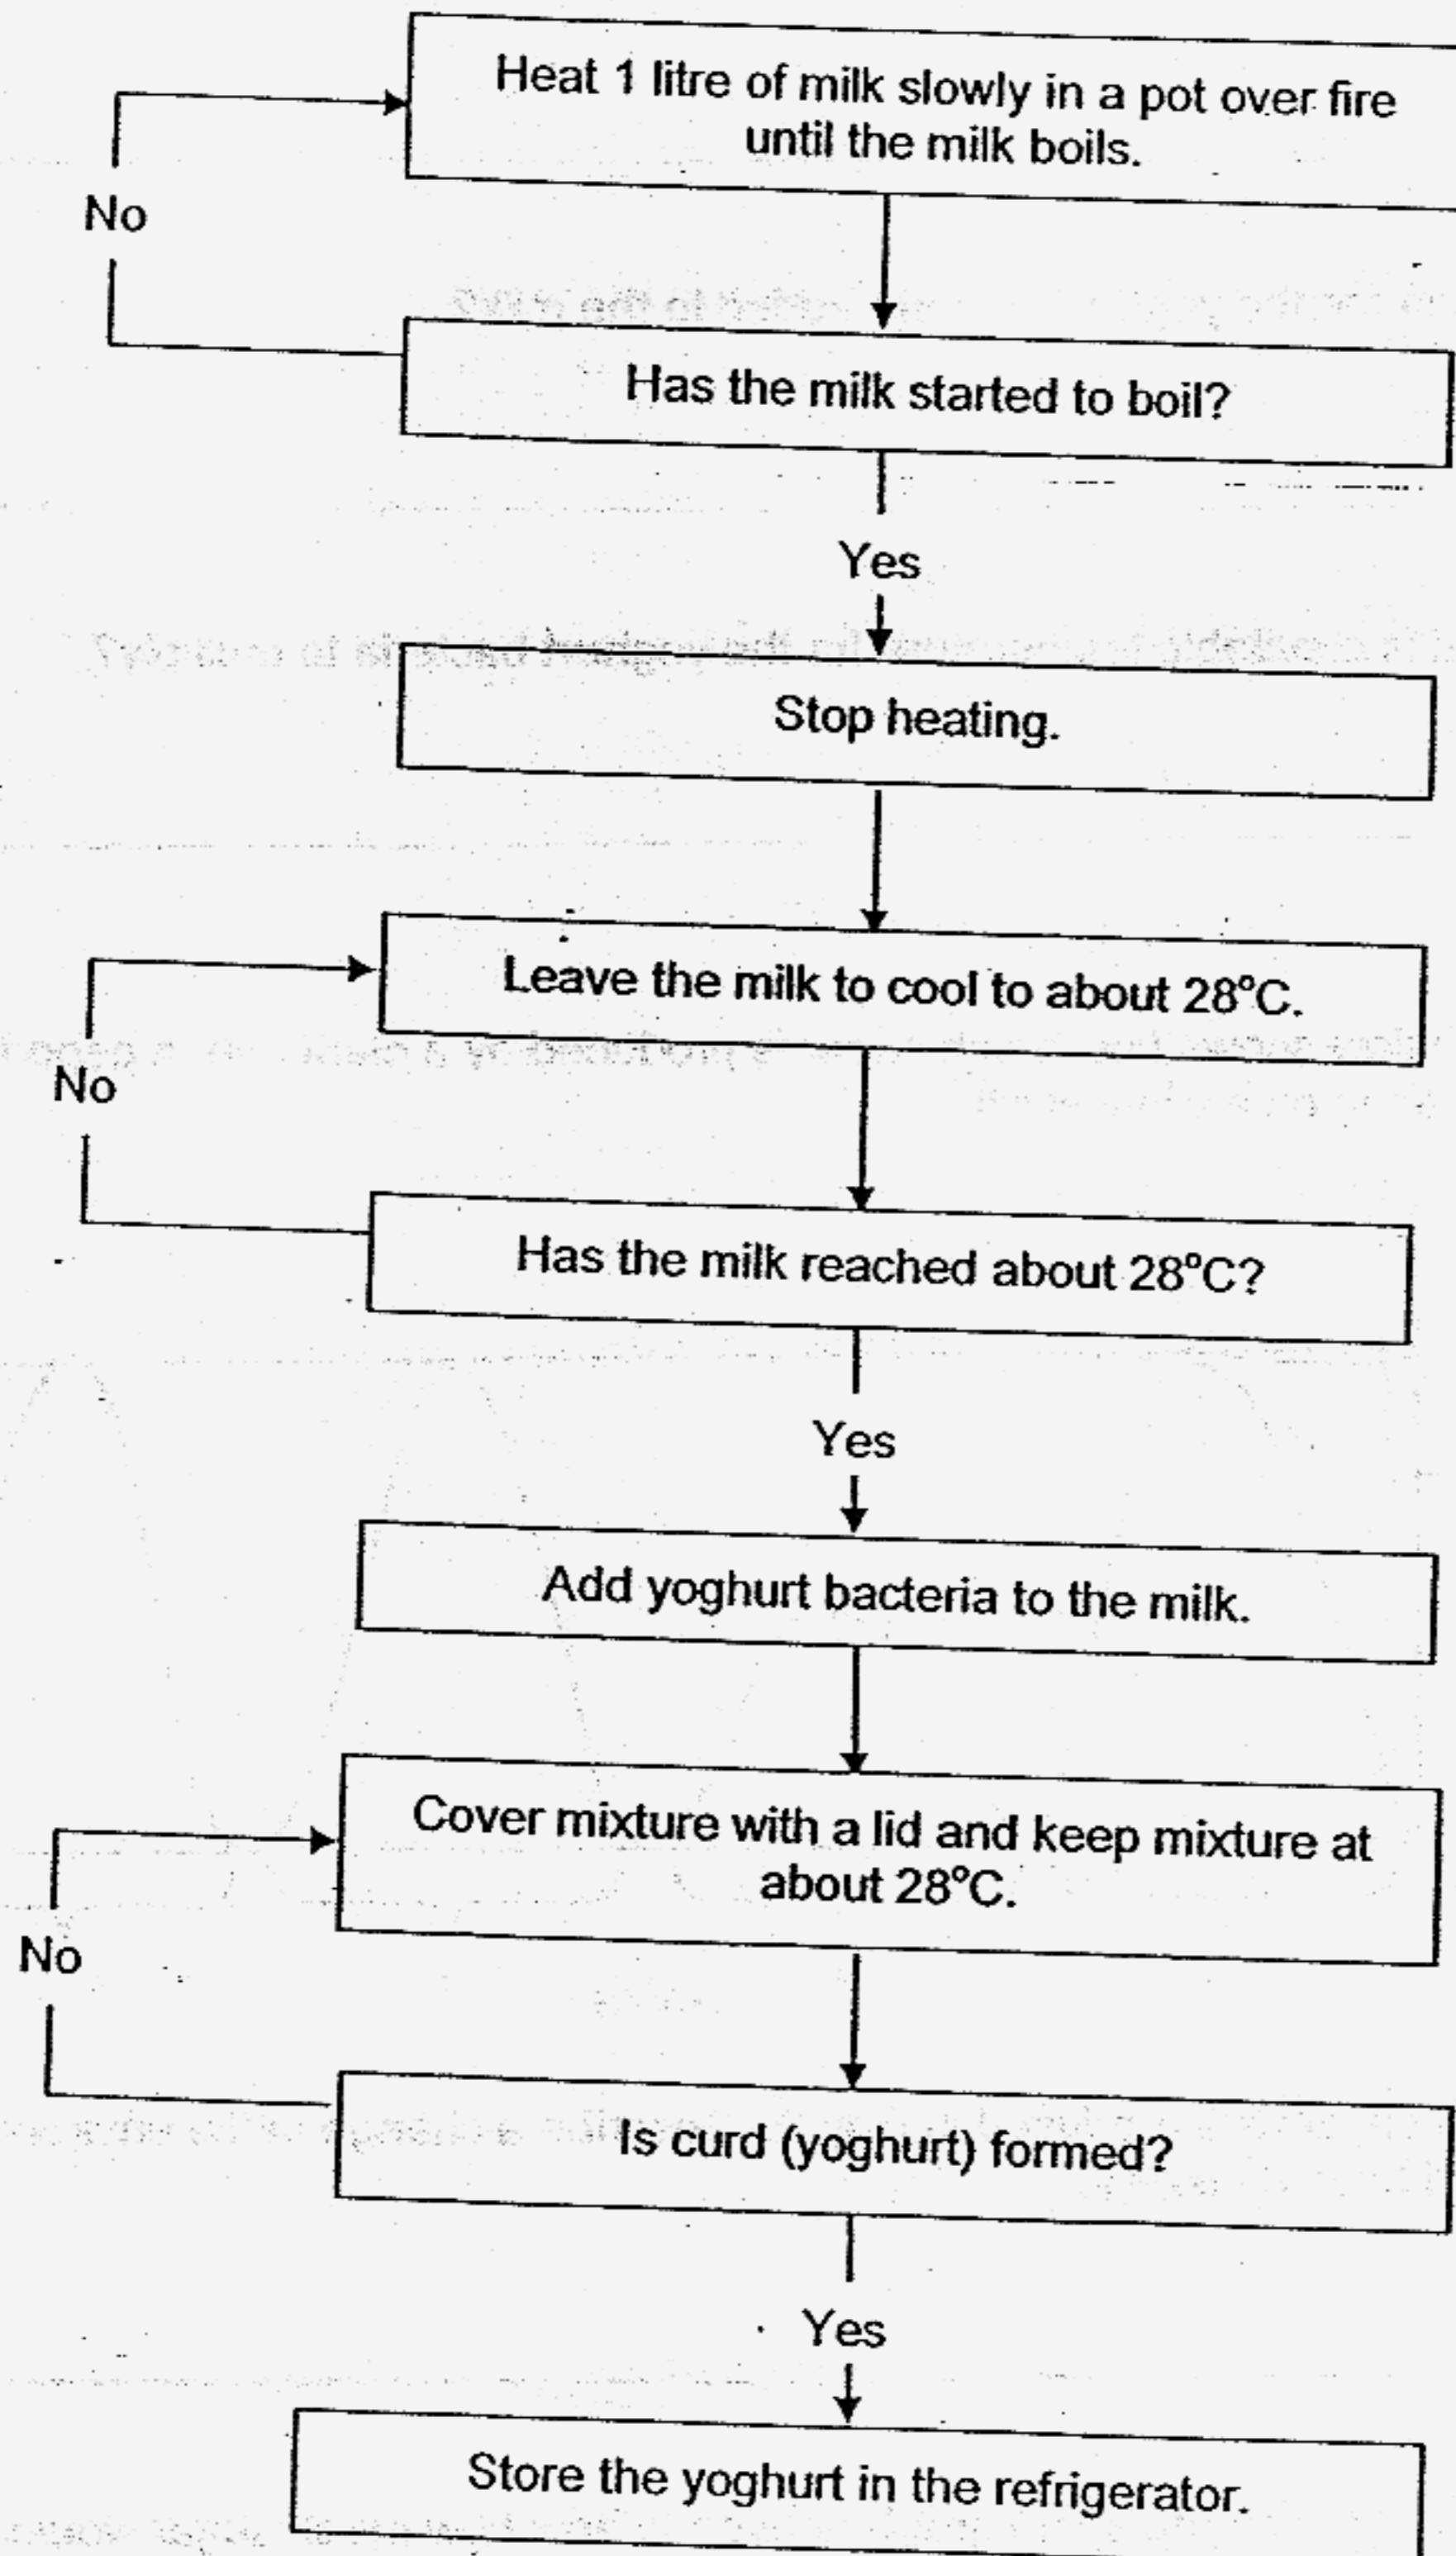 Heat 1 litre of milk slowly in a pot over fire
until the milk boils.
No
Has the milk started to boil?
Yes
Stop heating.
Leave the milk to cool to about 28°C.
No
Has the milk reached about 28°C?
Yes
Add yoghurt bacteria to the milk.
Cover mixture with a lid and keep mixture at
about 28°C.
No
Is curd (yoghurt) formed?
Yes
Store the yoghurt in the refrigerator.